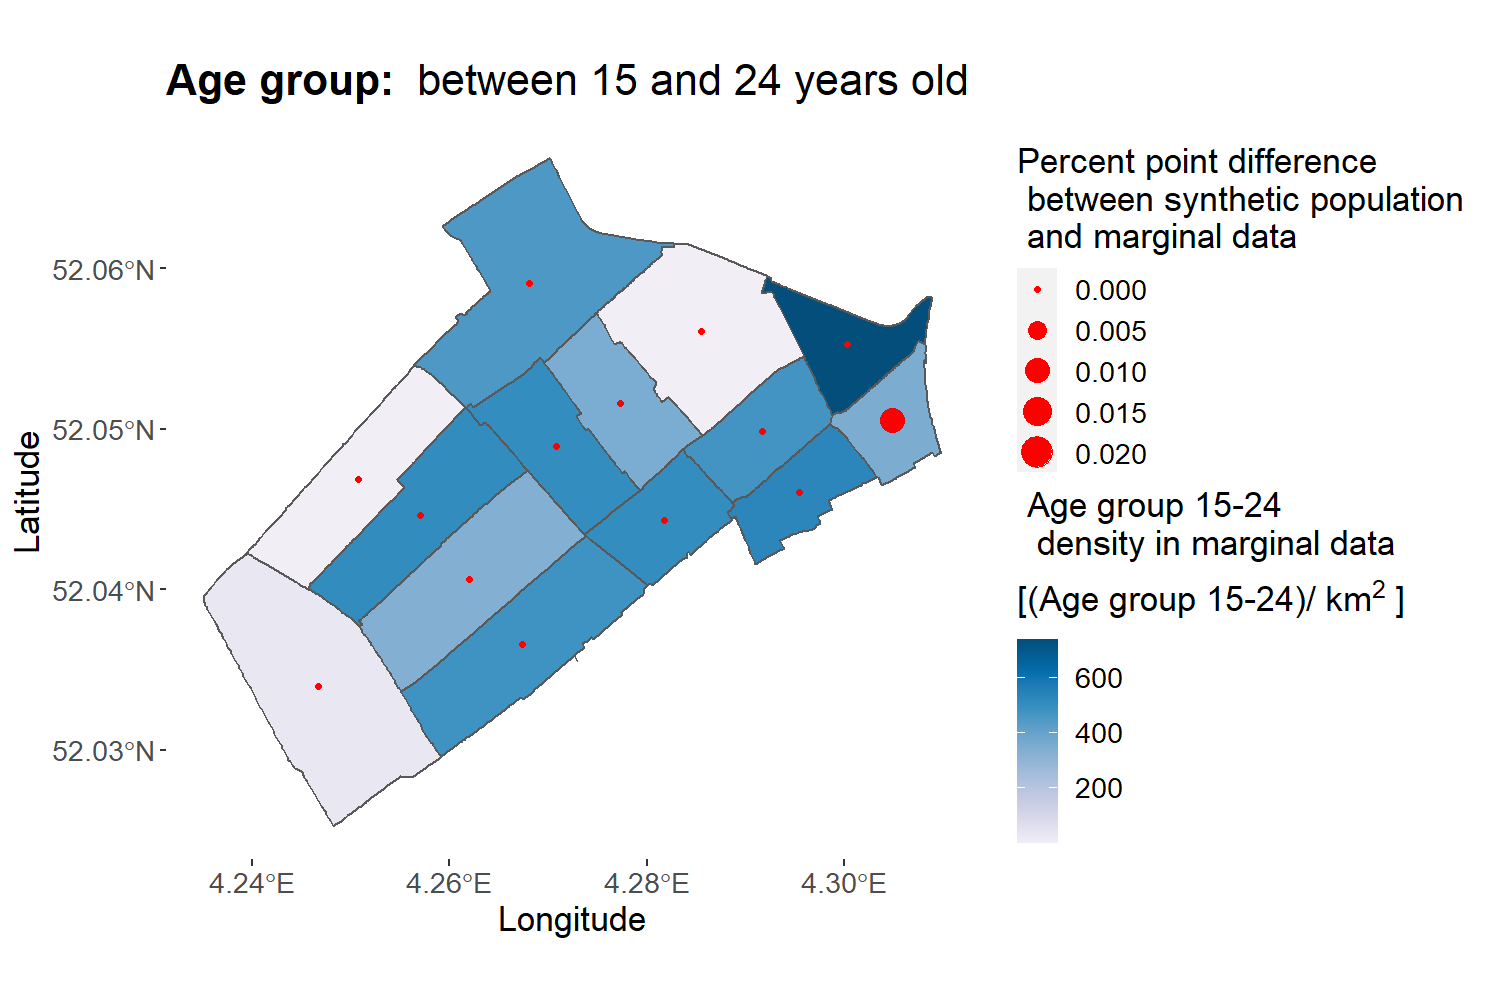 Age group:  between 15 and 24 years old
Percent point difference
between synthetic population
and marginal data
0.000
0.005
0.010
0.015
0.020
Age group 15-24
density in marginal data
[(Age group 15-24)/ km² ]
600
400
200
Latitude
52.06°N
52.05°N
52.04°N
52.03°N
4.24°E
4.26°E
4.28°E
4.30°E
Longitude